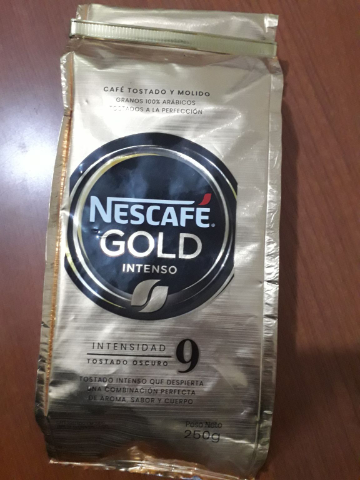 CAFÉ TOSTADO Y MOLIDO
GRANOS 100% ARÁBICOS
TOSTADOS A LA PERFECCIÓN
NESCAFÉ
GOLD
INTENSO
INTENSIDAD 9
TOSTADO OSCURO
TOSTADO INTENSO QUE DESPIERTA
UNA COMBINACIÓN PERFECTA
DE AROMA, SABOR Y CUERPO
Peso Neto
250g